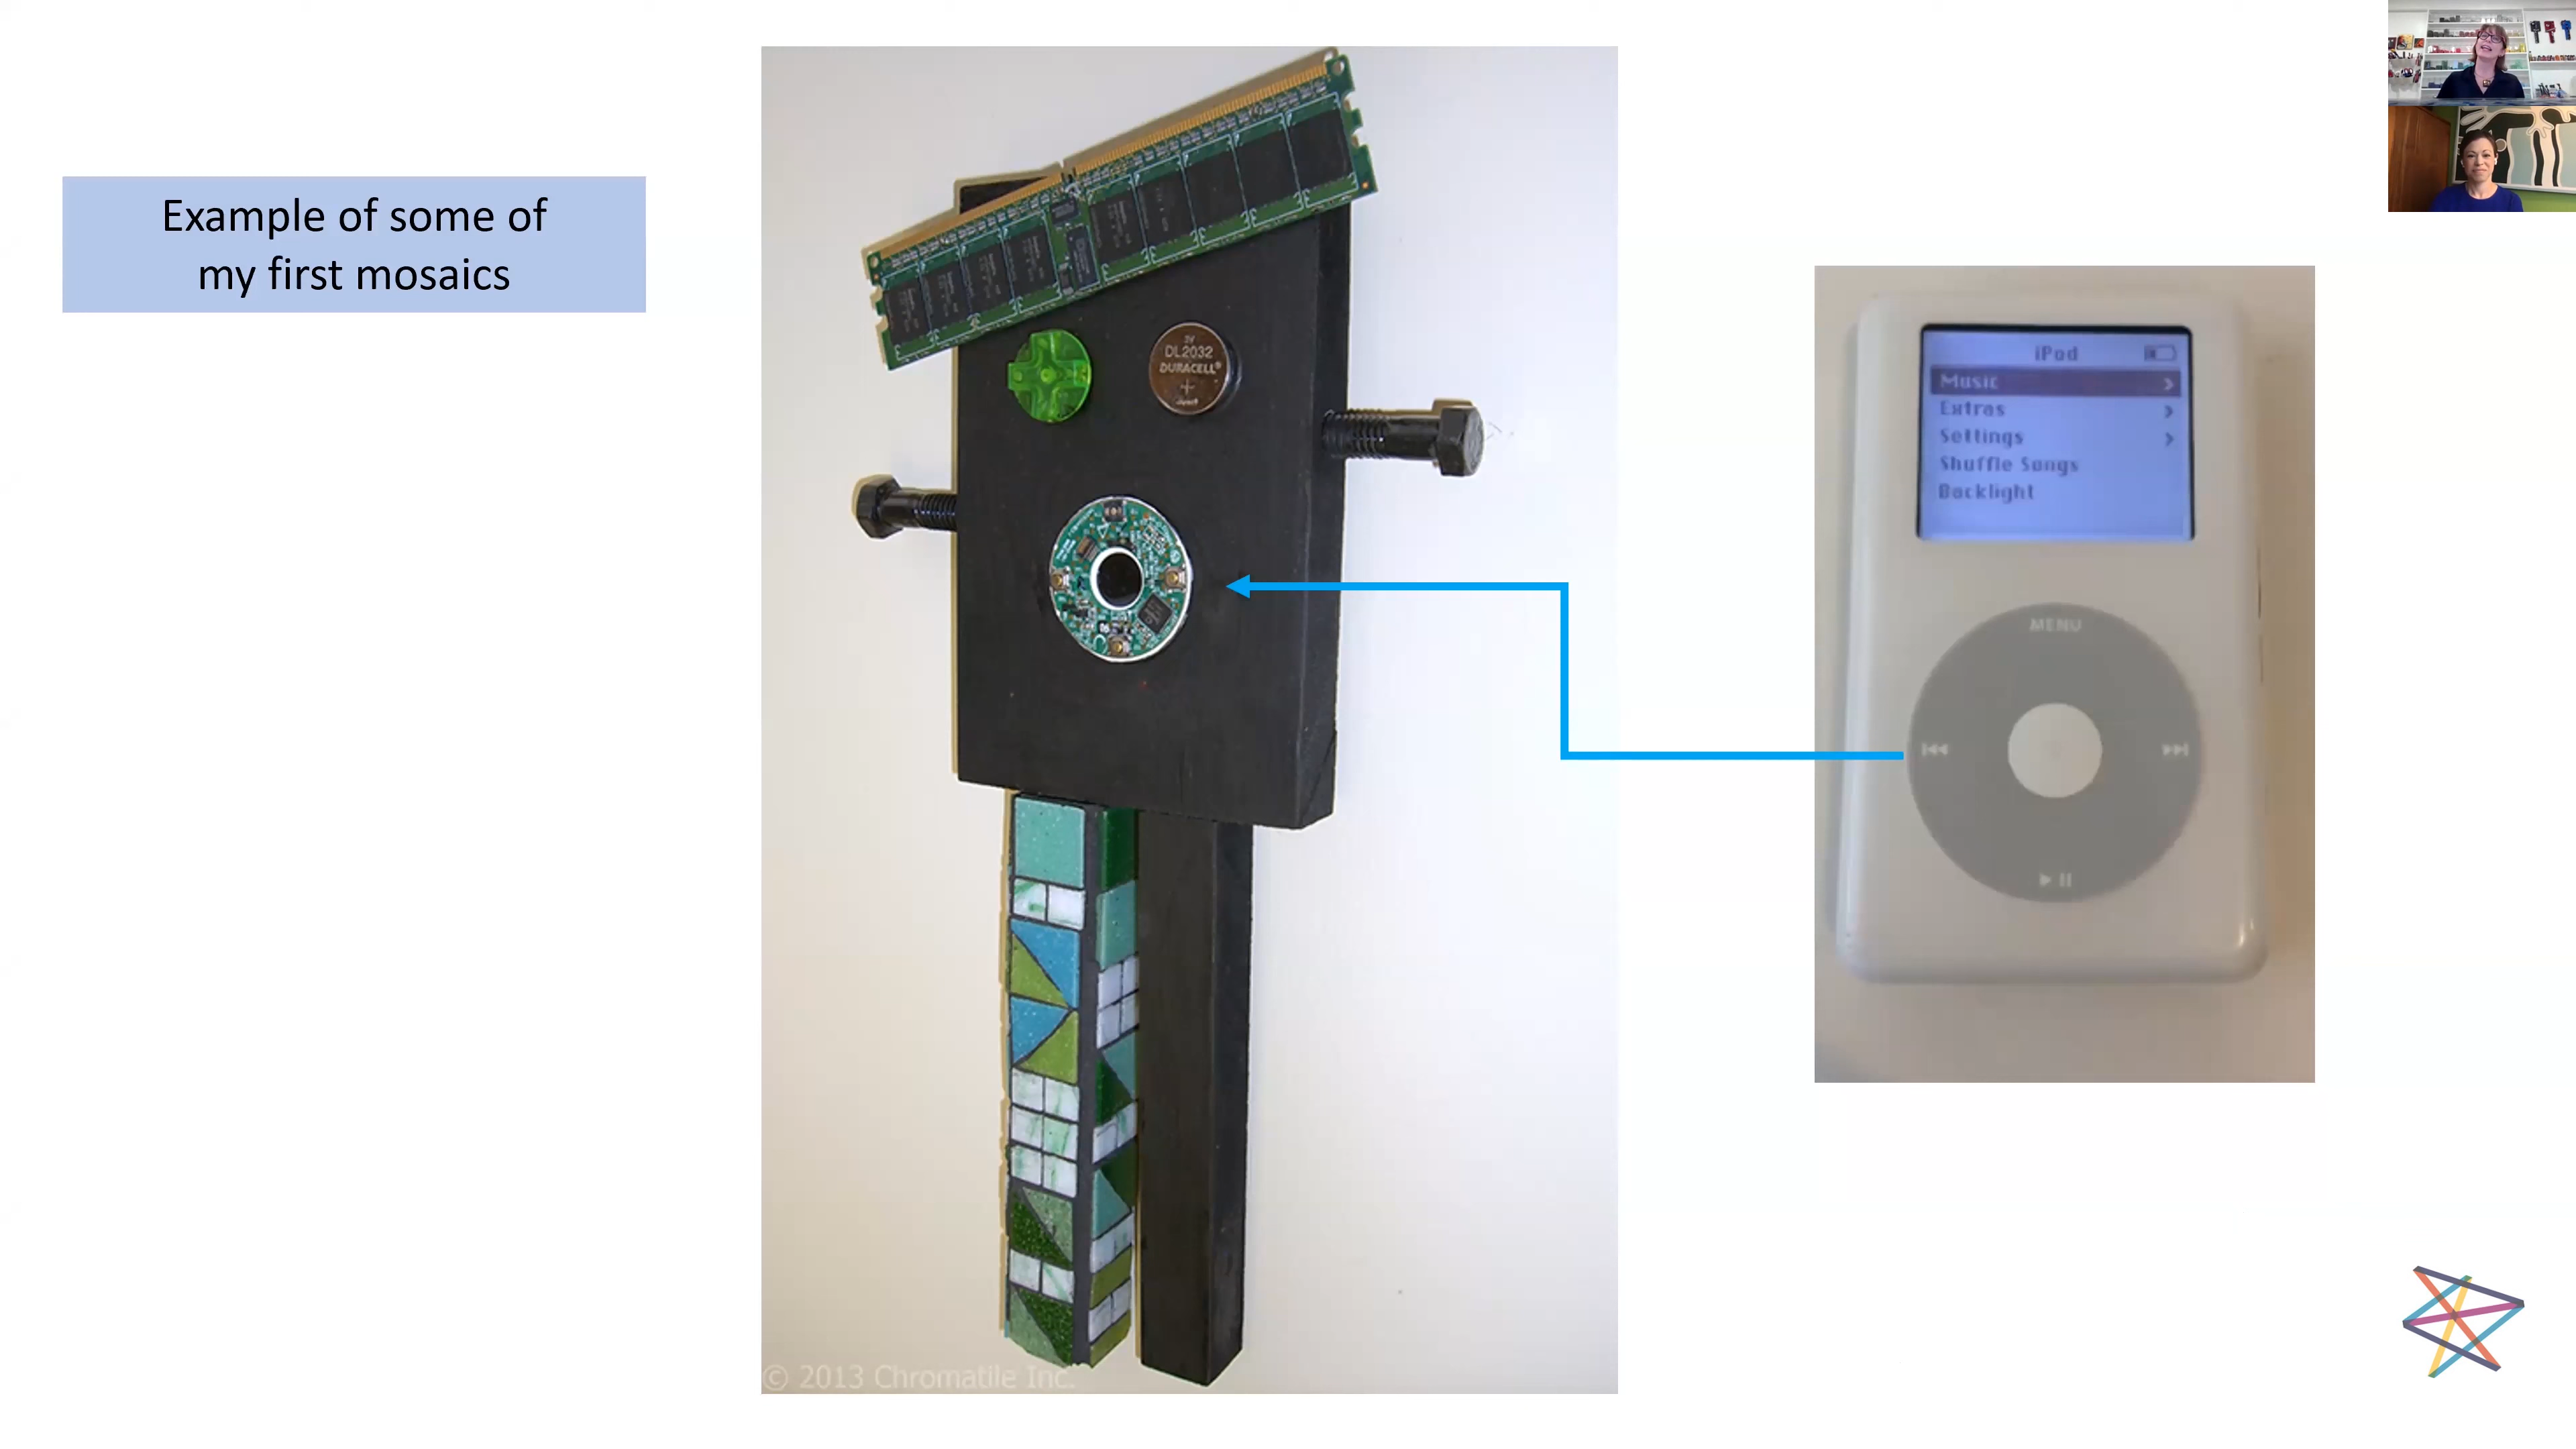 Example of some of
my first mosaics
3V
DL2032
DURACELL®
+
iPod
Music
Extras
Settings
Shuffle Songs
Backlight
MENU
© 2013 Chromatile Inc.